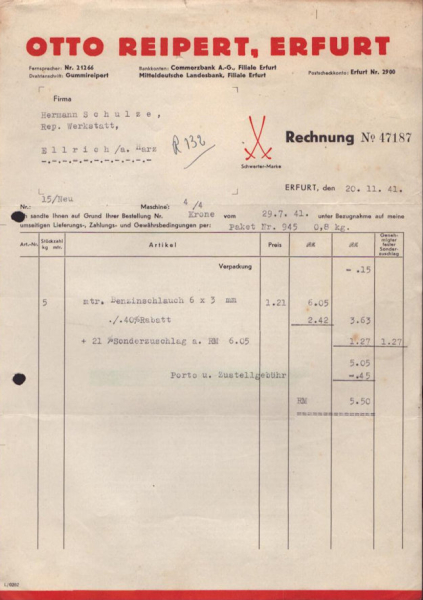 OTTO REIPERT, ERFURT
Fernsprecher: Nr. 21266
Drahtanschrift: Gummireipert
Bankkonten: Commerzbank A.-G., Filiale Erfurt
Mitteldeutsche Landesbank, Filiale Erfurt
Postscheckkonto: Erfurt Nr. 2980
Firma
Hermann Schulze,
Rep. Werkstatt,
Ellrich /a. Harz
R 132
Schwerter-Marke
Rechnung No 47187
ERFURT, den 20.11.41.
15/Neu 4/4
Nr.: Maschine:
Ich sandte Ihnen auf Grund Ihrer Bestellung Nr. Krone vom 29.7.41. unter Bezugnahme auf meine
umseitigen Lieferungs-, Zahlungs- und Gewährsbedingungen per: Paket Nr. 945 0,8 kg.
Art.-Nr. Stückzahl kg mtr. Artikel Preis RM RM Genehmigter fester Sonderzuschlag
Verpackung -.15
5 mtr. Benzinschlauch 6 x 3 mm 1.21 6.05
./.40% Rabatt 2.42 3.63
+ 21 % Sonderzuschlag a. RM 6.05 1.27 1.27
5.05
Porto u. Zustellgebühr -.45
RM 5.50